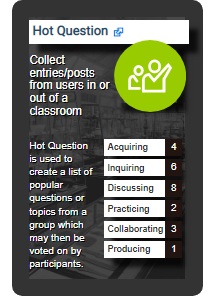 Hot Question
Collect
entries/posts
from users in or
out of a
classroom
Hot Question
is used to
create a list of
popular
questions or
topics from a
group which
may then be
voted on by
participants.
Acquiring 4
Inquiring 6
Discussing 8
Practicing 2
Collaborating 3
Producing 1